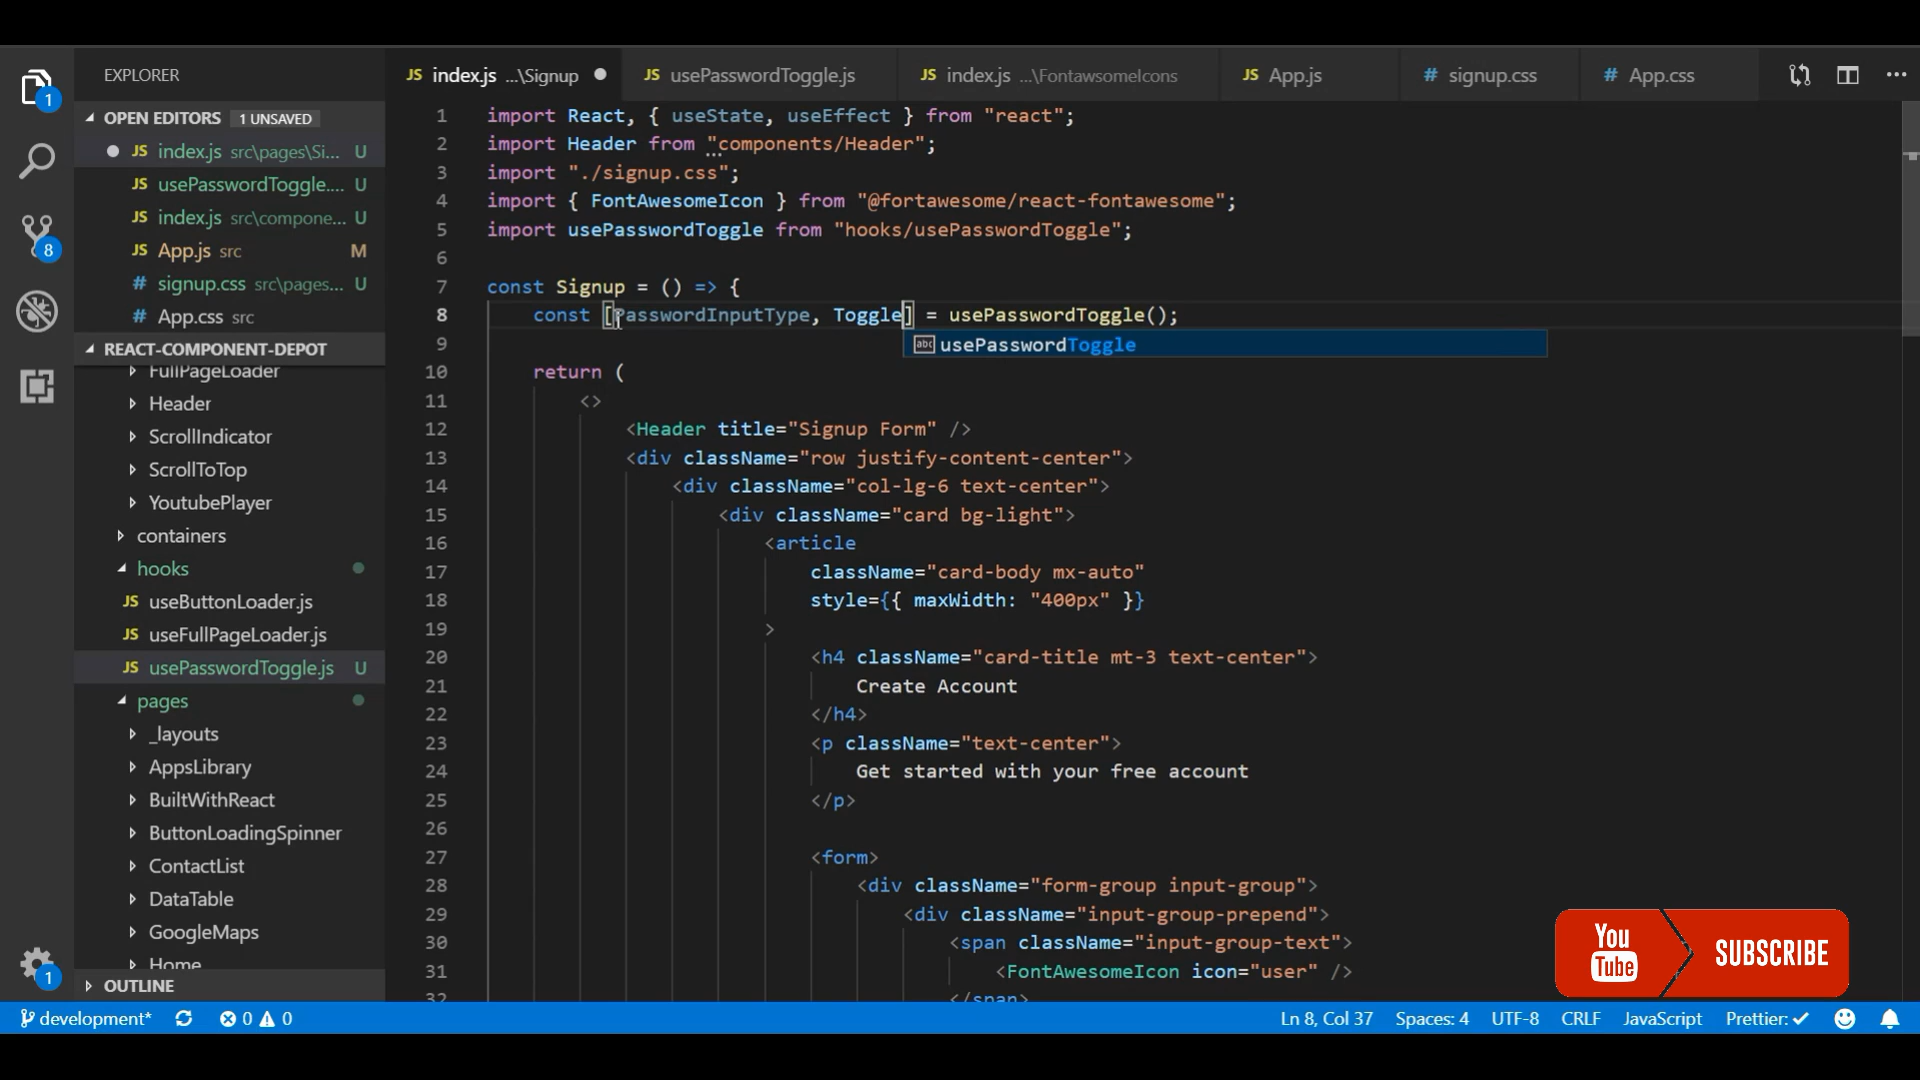 EXPLORER
OPEN EDITORS 1 UNSAVED
JS index.js src\pages\Si... U
JS usePasswordToggle.... U
JS index.js src\compone... U
JS App.js src M
# signup.css src\pages... U
# App.css src
REACT-COMPONENT-DEPOT
FullPageLoader
Header
ScrollIndicator
ScrollToTop
YoutubePlayer
containers
hooks
JS useButtonLoader.js
JS useFullPageLoader.js
JS usePasswordToggle.js U
pages
_layouts
AppsLibrary
BuiltWithReact
ButtonLoadingSpinner
ContactList
DataTable
GoogleMaps
Home
OUTLINE
1
8
1
JS index.js ...\Signup JS usePasswordToggle.js JS index.js ...\FontawsomeIcons JS App.js # signup.css # App.css
1 import React, { useState, useEffect } from "react";
2 import Header from "components/Header";
3 import "./signup.css";
4 import { FontAwesomeIcon } from "@fortawesome/react-fontawesome";
5 import usePasswordToggle from "hooks/usePasswordToggle";
6
7 const Signup = () => {
8 const [PasswordInputType, Toggle] = usePasswordToggle();
abc usePasswordToggle
9
10 return (
11 <>
12 <Header title="Signup Form" />
13 <div className="row justify-content-center">
14 <div className="col-lg-6 text-center">
15 <div className="card bg-light">
16 <article
17 className="card-body mx-auto"
18 style={{ maxWidth: "400px" }}
19 >
20 <h4 className="card-title mt-3 text-center">
21 Create Account
22 </h4>
23 <p className="text-center">
24 Get started with your free account
25 </p>
26
27 <form>
28 <div className="form-group input-group">
29 <div className="input-group-prepend">
30 <span className="input-group-text">
31 <FontAwesomeIcon icon="user" />
32 </span>
You Tube SUBSCRIBE
development* 0 0 Ln 8, Col 37 Spaces: 4 UTF-8 CRLF JavaScript Prettier: ✓